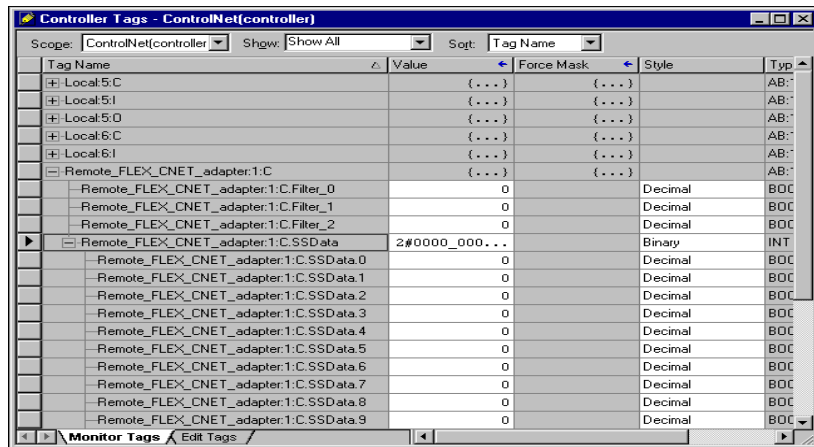 Controller Tags - ControlNet(controller)
Scope: ControlNet(controller Show: Show All Sort: Tag Name
Tag Name Value Force Mask Style Typ
Local:5:C {...} {...} AB:
Local:5:I {...} {...} AB:
Local:5:O {...} {...} AB:
Local:6:C {...} {...} AB:
Local:6:I {...} {...} AB:
Remote_FLEX_CNET_adapter:1:C {...} {...} AB:
Remote_FLEX_CNET_adapter:1:C.Filter_0 0 Decimal BOO
Remote_FLEX_CNET_adapter:1:C.Filter_1 0 Decimal BOO
Remote_FLEX_CNET_adapter:1:C.Filter_2 0 Decimal BOO
Remote_FLEX_CNET_adapter:1:C.SSData 2#0000_000... Binary INT
Remote_FLEX_CNET_adapter:1:C.SSData.0 0 Decimal BOO
Remote_FLEX_CNET_adapter:1:C.SSData.1 0 Decimal BOO
Remote_FLEX_CNET_adapter:1:C.SSData.2 0 Decimal BOO
Remote_FLEX_CNET_adapter:1:C.SSData.3 0 Decimal BOO
Remote_FLEX_CNET_adapter:1:C.SSData.4 0 Decimal BOO
Remote_FLEX_CNET_adapter:1:C.SSData.5 0 Decimal BOO
Remote_FLEX_CNET_adapter:1:C.SSData.6 0 Decimal BOO
Remote_FLEX_CNET_adapter:1:C.SSData.7 0 Decimal BOO
Remote_FLEX_CNET_adapter:1:C.SSData.8 0 Decimal BOO
Remote_FLEX_CNET_adapter:1:C.SSData.9 0 Decimal BOO
Monitor Tags Edit Tags